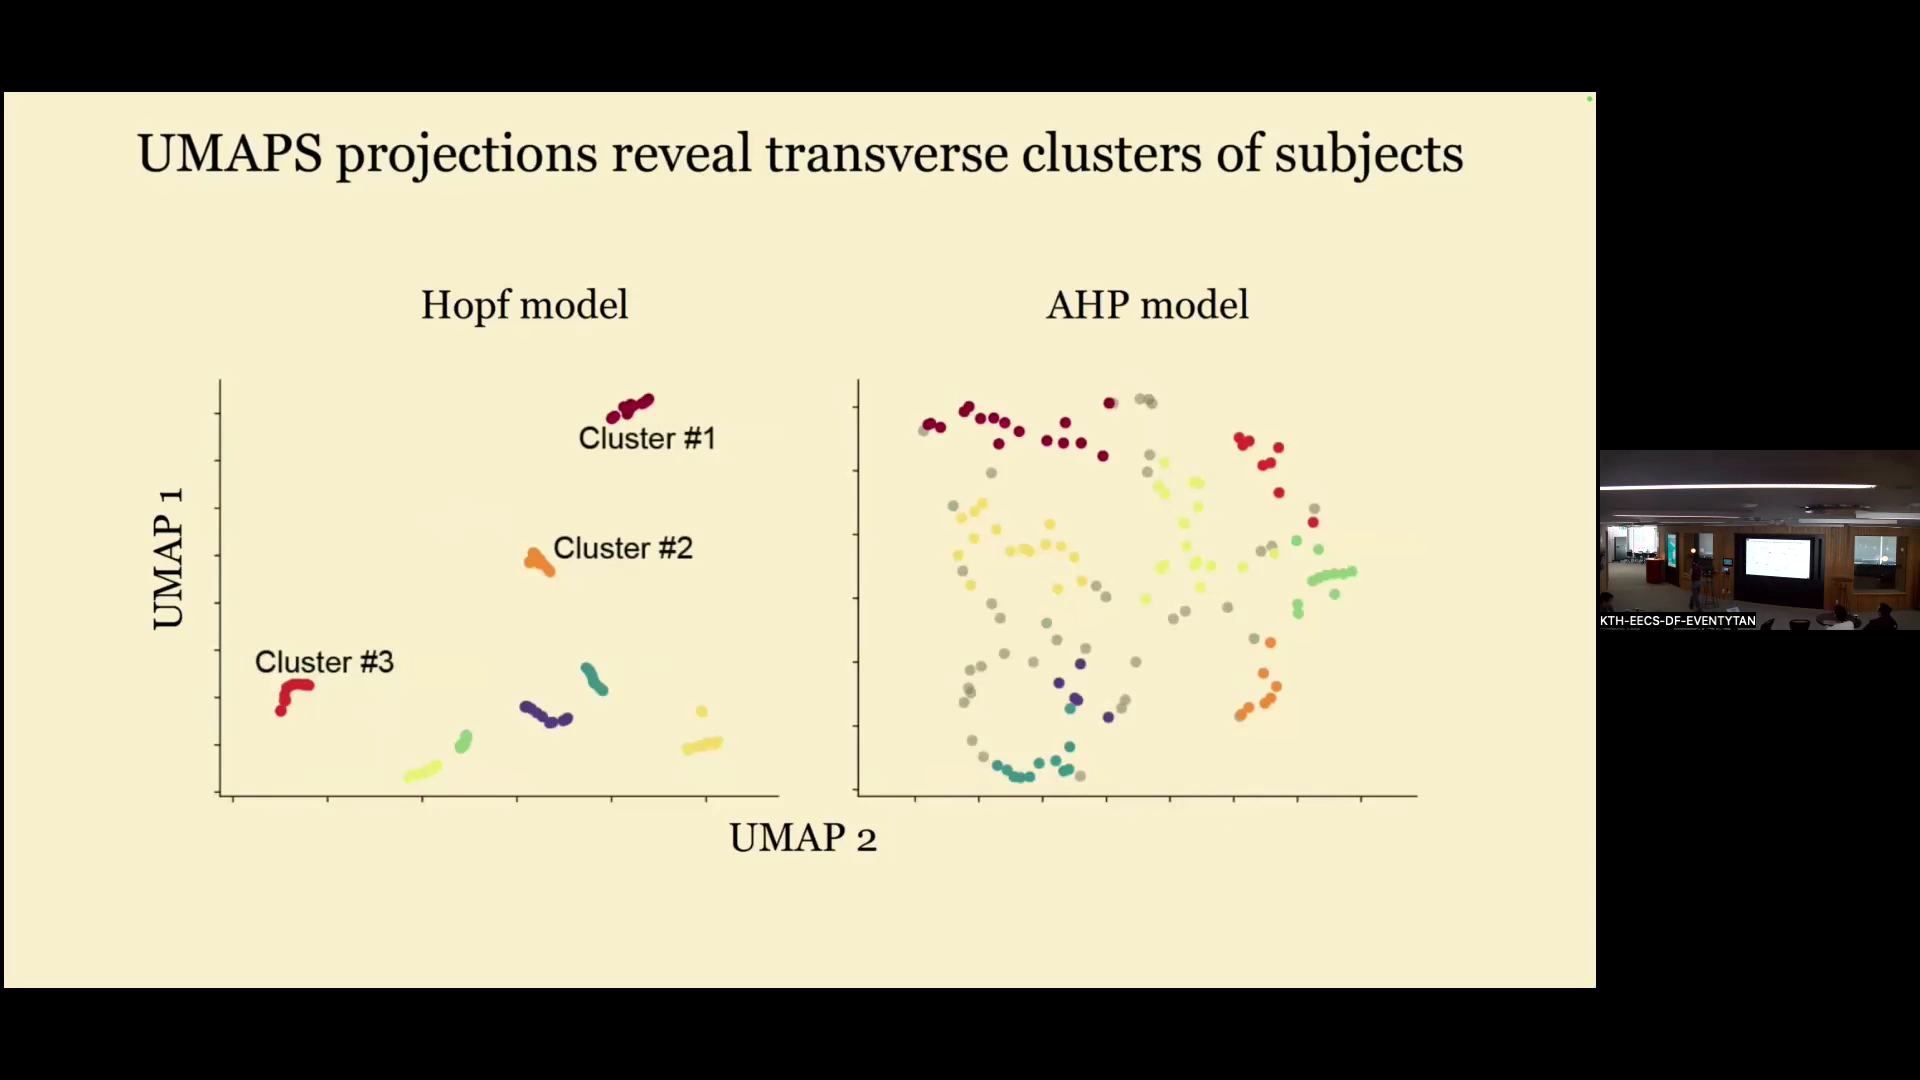 UMAPS projections reveal transverse clusters of subjects
Hopf model
AHP model
Cluster #1
Cluster #2
Cluster #3
UMAP 1
UMAP 2
KTH-EECS-DF-EVENTYTAN